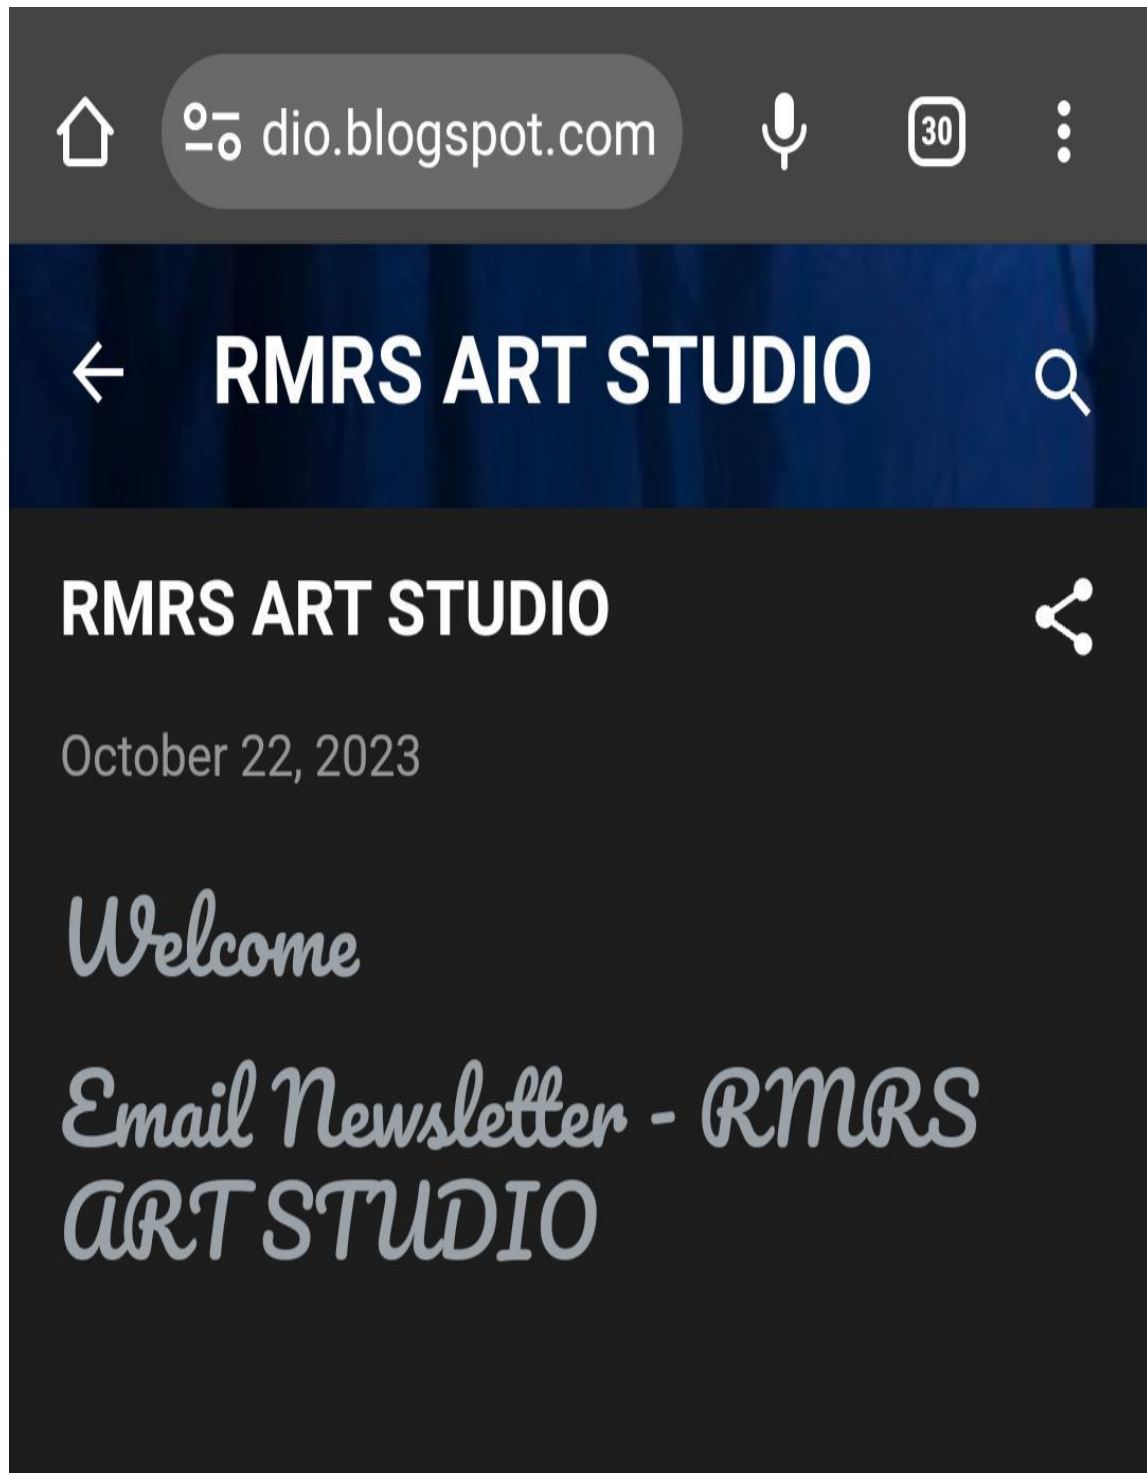 dio.blogspot.com
30
RMRS ART STUDIO
RMRS ART STUDIO
October 22, 2023
Welcome
Email Newsletter - RMRS
ART STUDIO